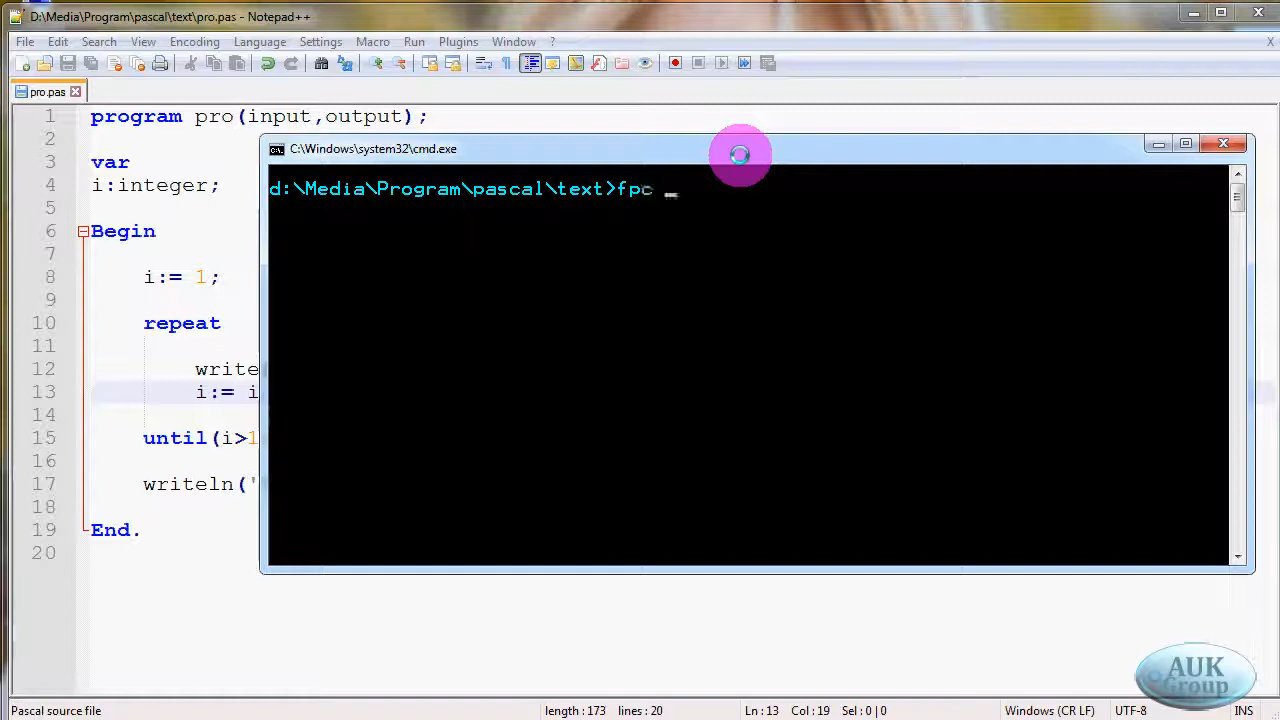 D:\Media\Program\pascal\text\pro.pas - Notepad++
File Edit Search View Encoding Language Settings Macro Run Plugins Window ? X
pro.pas
1 program pro(input,output);
2
3 var
4 i:integer;
5
6 Begin
7
8 i:= 1;
9
10 repeat
11
12 write
13 i:= i
14
15 until(i>1
16
17 writeln('
18
19 End.
20
C:\Windows\system32\cmd.exe
d:\Media\Program\pascal\text>fpc _
AUK
Group
Pascal source file length : 173 lines : 20 Ln : 13 Col : 19 Sel : 0 | 0 Windows (CR LF) UTF-8 INS